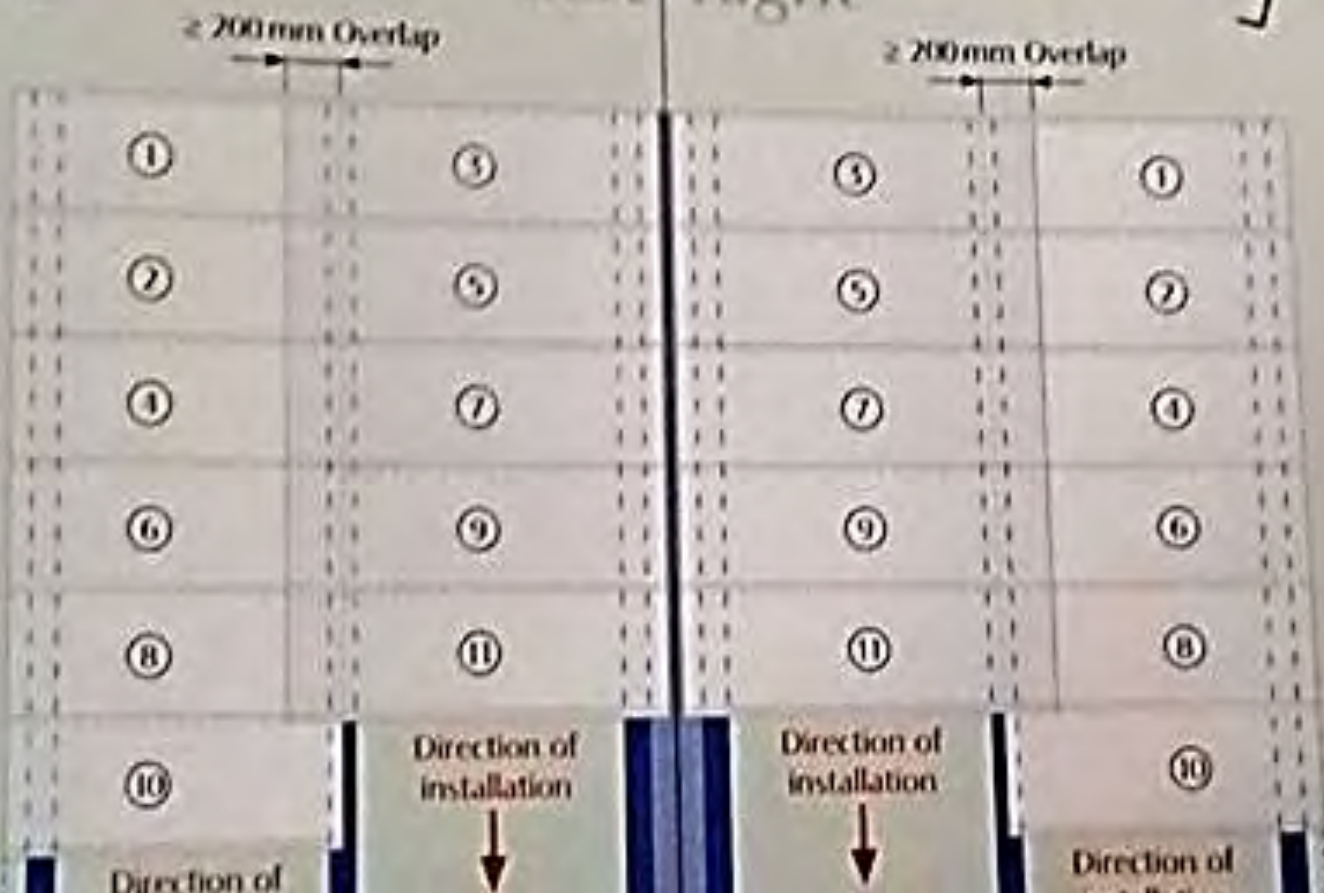 ≥ 200 mm Overlap
≥ 200 mm Overlap
1 3 3 1
2 5 5 2
4 7 7 4
6 9 9 6
8 11 11 8
Direction of
installation
Direction of
installation
10 10
Direction of
Direction of